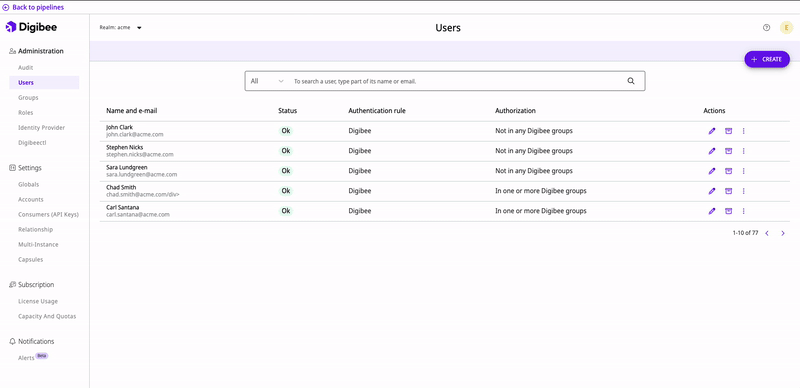 Back to pipelines
Digibee
Realm: acme
Users
E
Administration
Audit
Users
Groups
Roles
Identity Provider
Digibeectl
Settings
Globals
Accounts
Consumers (API Keys)
Relationship
Multi-Instance
Capsules
Subscription
License Usage
Capacity And Quotas
Notifications
Alerts Beta
+ CREATE
All To search a user, type part of its name or email.
Name and e-mail Status Authentication rule Authorization Actions
John Clark
john.clark@acme.com Ok Digibee Not in any Digibee groups
Stephen Nicks
stephen.nicks@acme.com Ok Digibee Not in any Digibee groups
Sara Lundgreen
sara.lundgreen@acme.com Ok Digibee Not in any Digibee groups
Chad Smith
chad.smith@acme.com/div> Ok Digibee In one or more Digibee groups
Carl Santana
carl.santana@acme.com Ok Digibee In one or more Digibee groups
1-10 of 77